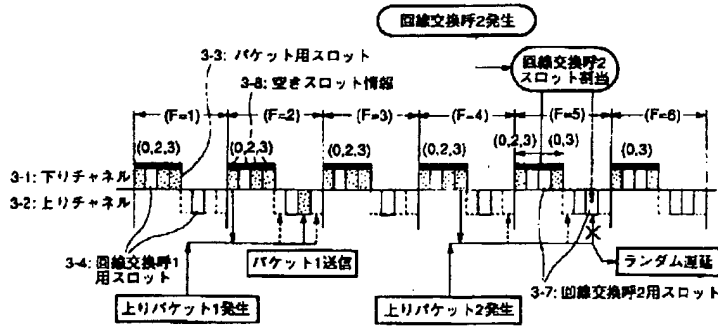 回線交換呼2発生
3-3: パケット用スロット
回線交換呼2
スロット割当
3-8: 空きスロット情報
(F=1)
(F=2)
(F=3)
(F=4)
(F=5)
(F=6)
(0,2,3)
(0,2,3)
(0,2,3)
(0,2,3)
(0,2,3)
(0,3)
(0,3)
3-1: 下りチャネル
3-2: 上りチャネル
3-4: 回線交換呼1
用スロット
パケット1送信
ランダム遅延
3-7: 回線交換呼2用スロット
上りパケット1発生
上りパケット2発生